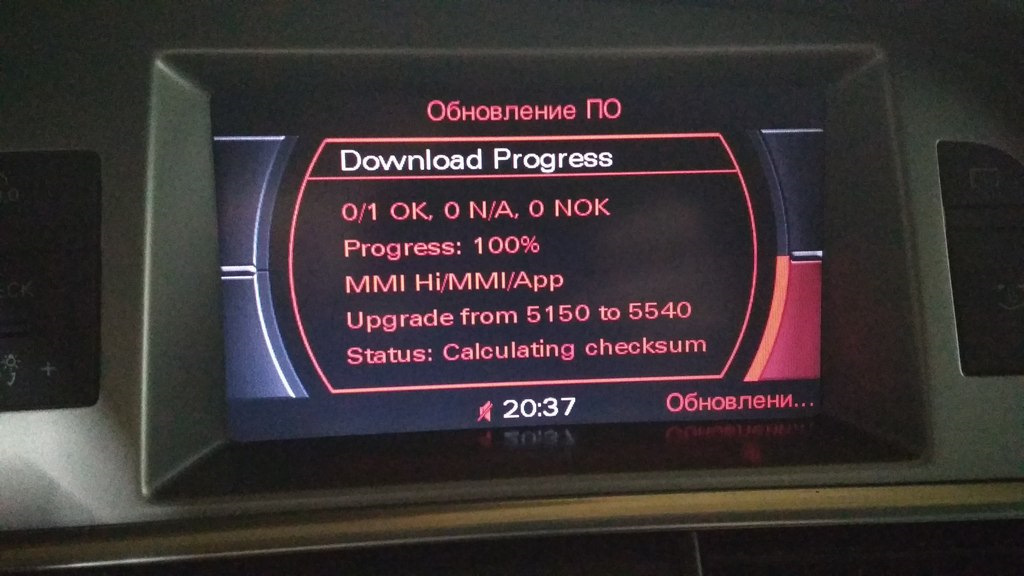 Обновление ПО
Download Progress
0/1 OK, 0 N/A, 0 NOK
Progress: 100%
MMI Hi/MMI/App
Upgrade from 5150 to 5540
Status: Calculating checksum
20:37
Обновлени...